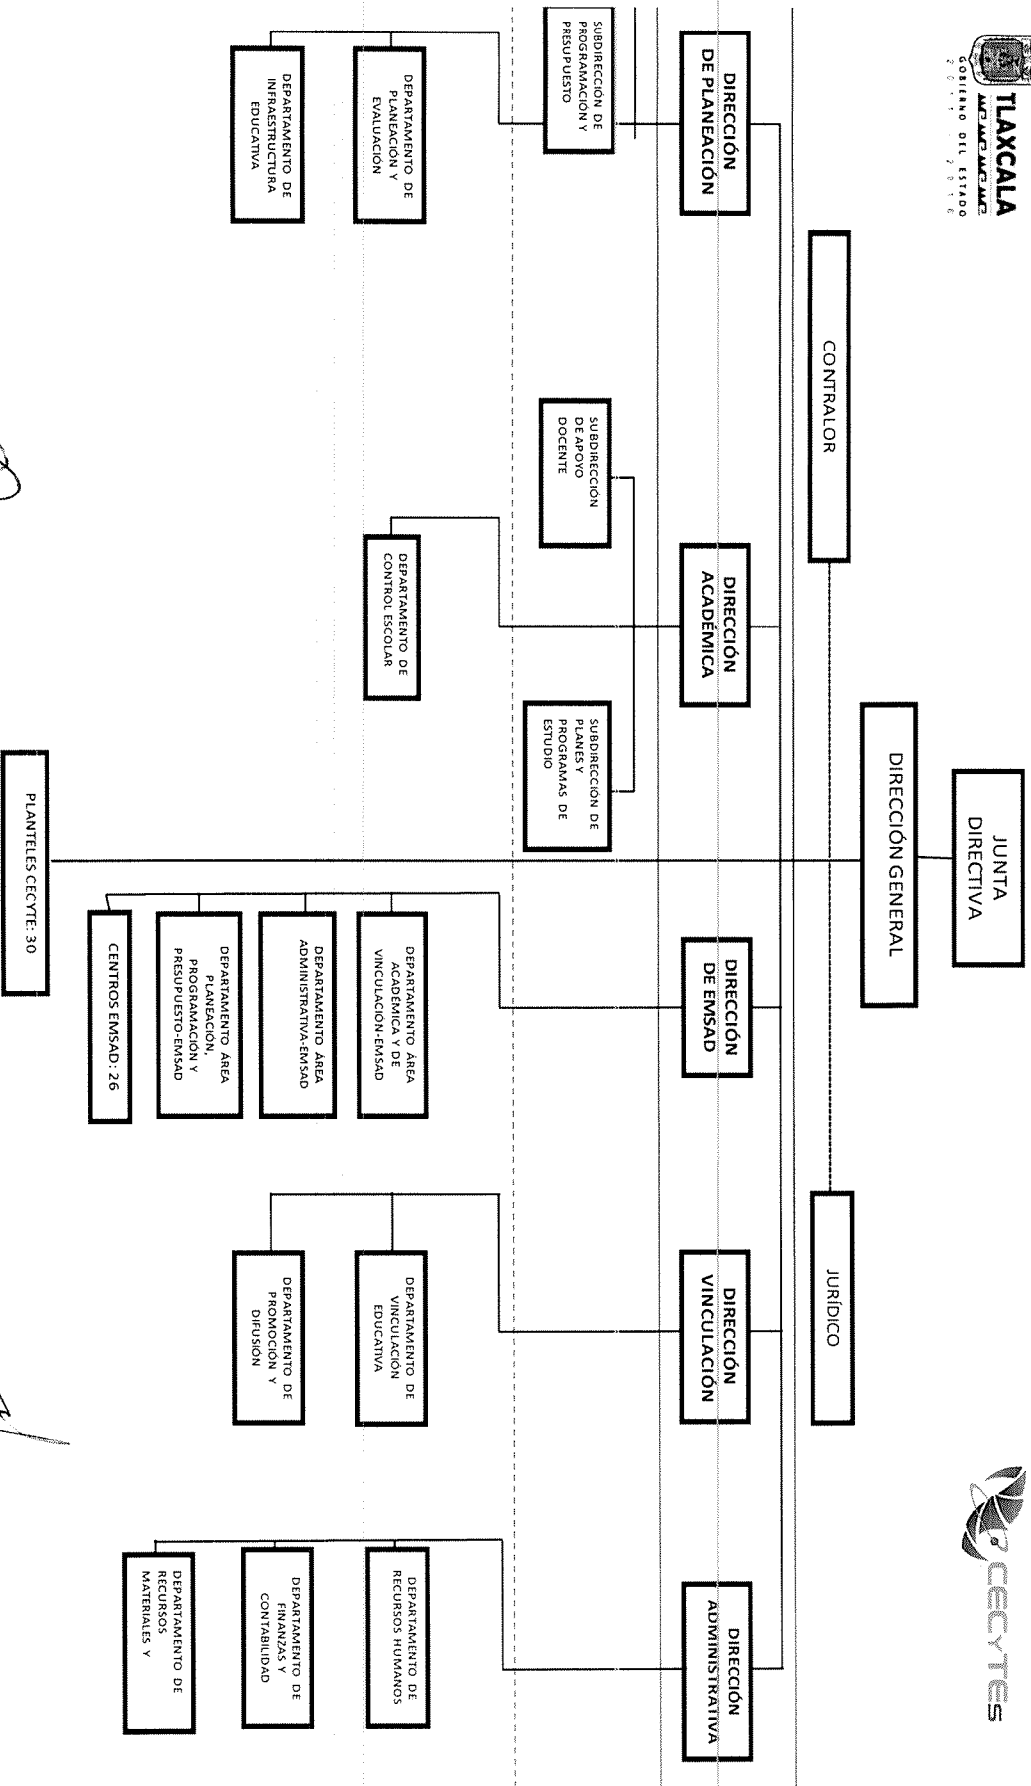 TLAXCALA
GOBIERNO DEL ESTADO
CECYTES
JUNTA
DIRECTIVA
DIRECCIÓN GENERAL
CONTRALOR
JURÍDICO
DIRECCIÓN
DE PLANEACIÓN
DIRECCIÓN
ACADÉMICA
DIRECCIÓN
DE EMSAD
DIRECCIÓN
VINCULACIÓN
DIRECCIÓN
ADMINISTRATIVA
SUBDIRECCIÓN DE
PROGRAMACIÓN Y
PRESUPUESTO
SUBDIRECCIÓN
DE APOYO
DOCENTE
SUBDIRECCIÓN DE
PLANES Y
PROGRAMAS DE
ESTUDIO
DEPARTAMENTO DE
PLANEACIÓN Y
EVALUACIÓN
DEPARTAMENTO DE
INFRAESTRUCTURA
EDUCATIVA
DEPARTAMENTO DE
CONTROL ESCOLAR
DEPARTAMENTO ÁREA
ACADÉMICA Y DE
VINCULACIÓN-EMSAD
DEPARTAMENTO ÁREA
ADMINISTRATIVA-EMSAD
DEPARTAMENTO ÁREA
PLANEACIÓN,
PROGRAMACIÓN Y
PRESUPUESTO-EMSAD
CENTROS EMSAD: 26
DEPARTAMENTO DE
VINCULACIÓN
EDUCATIVA
DEPARTAMENTO DE
PROMOCIÓN Y
DIFUSIÓN
DEPARTAMENTO DE
RECURSOS HUMANOS
DEPARTAMENTO DE
FINANZAS Y
CONTABILIDAD
DEPARTAMENTO DE
RECURSOS
MATERIALES Y
PLANTELES CECYTE: 30